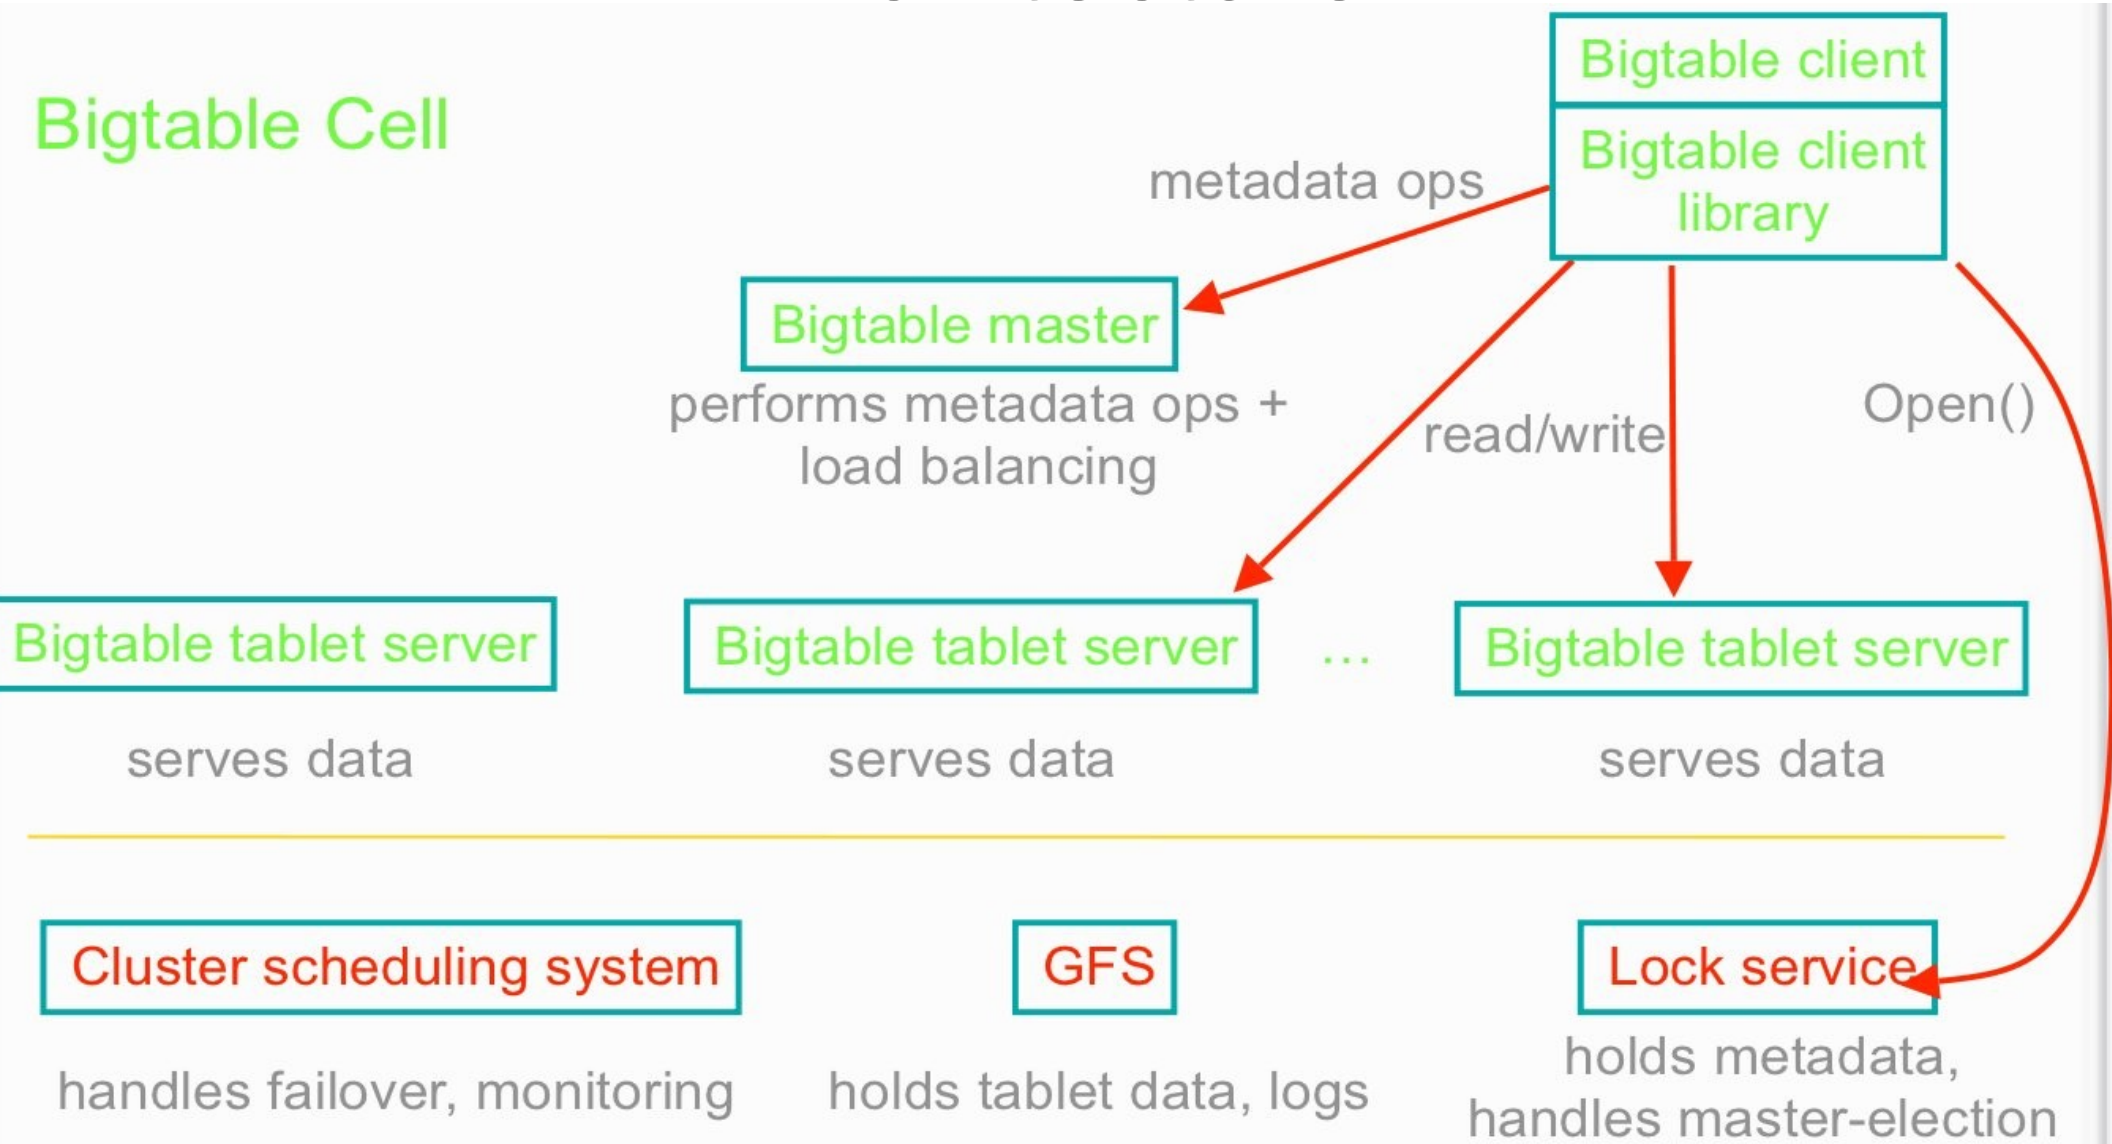 Bigtable Cell
Bigtable client
Bigtable client
library
metadata ops
Bigtable master
performs metadata ops +
load balancing
read/write
Open()
Bigtable tablet server
Bigtable tablet server
...
Bigtable tablet server
serves data
serves data
serves data
Cluster scheduling system
GFS
Lock service
handles failover, monitoring
holds tablet data, logs
holds metadata,
handles master-election